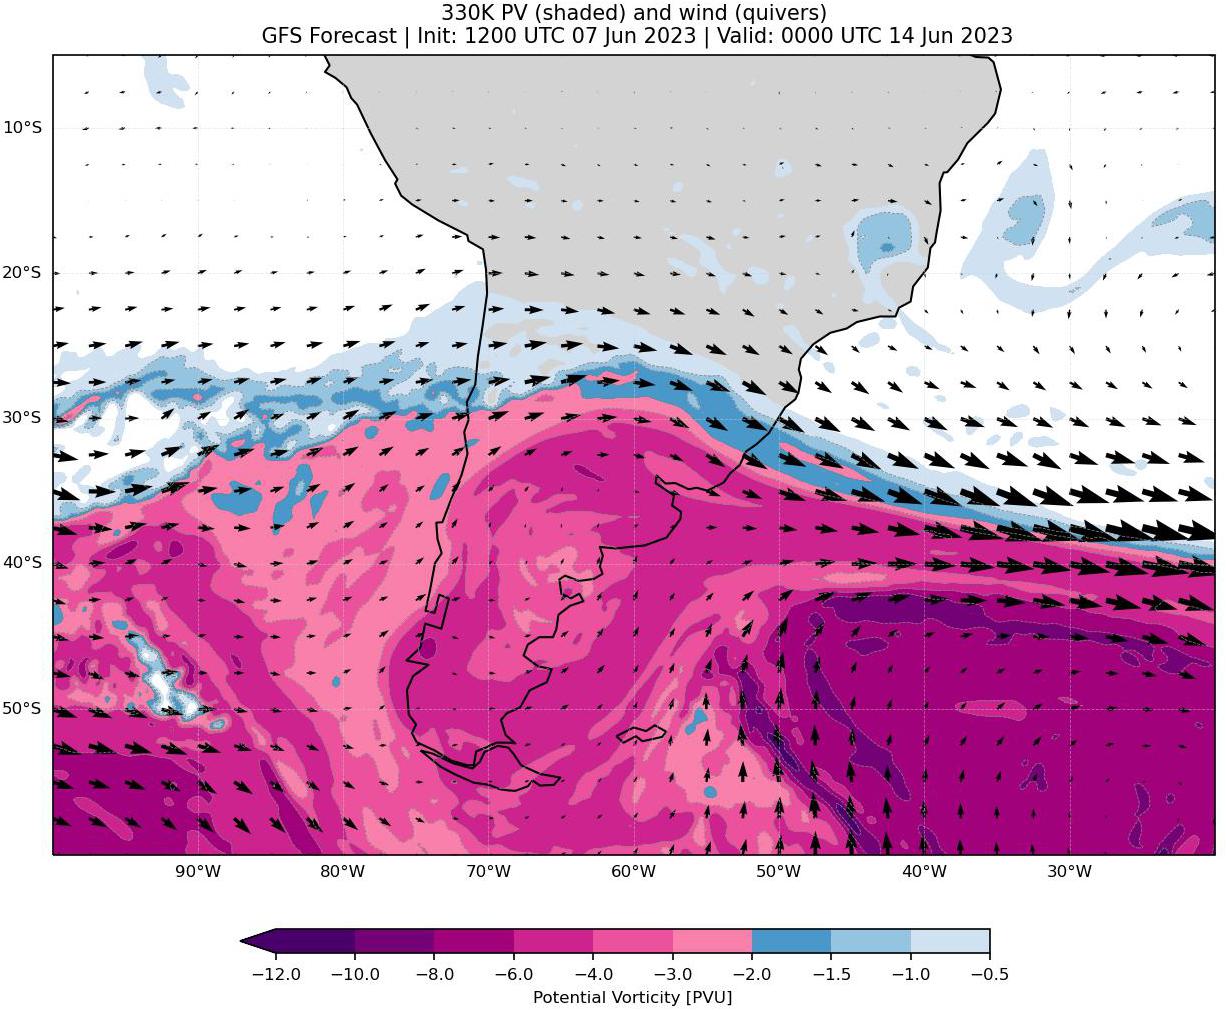 330K PV (shaded) and wind (quivers)
GFS Forecast | Init: 1200 UTC 07 Jun 2023 | Valid: 0000 UTC 14 Jun 2023
10°S
20°S
30°S
40°S
50°S
90°W 80°W 70°W 60°W 50°W 40°W 30°W
−12.0 −10.0 −8.0 −6.0 −4.0 −3.0 −2.0 −1.5 −1.0 −0.5
Potential Vorticity [PVU]